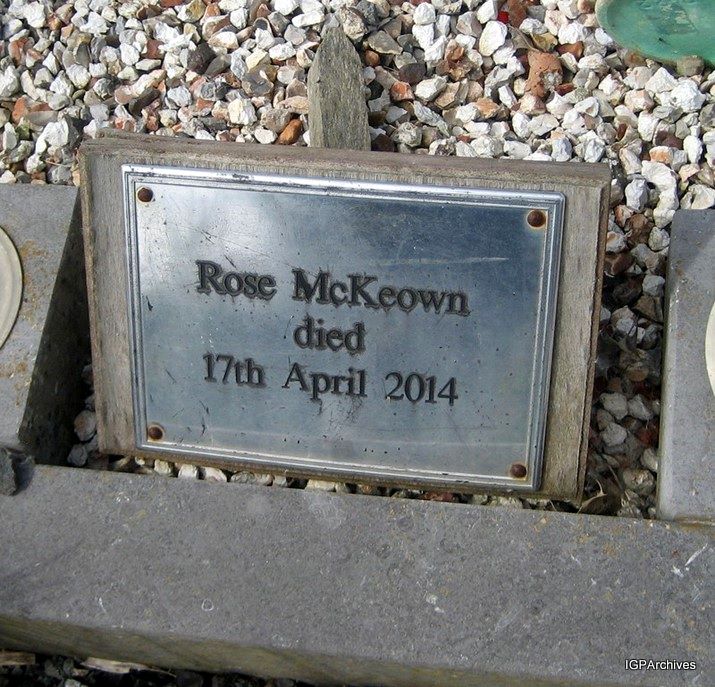 Rose McKeown
died
17th April 2014
IGPArchives